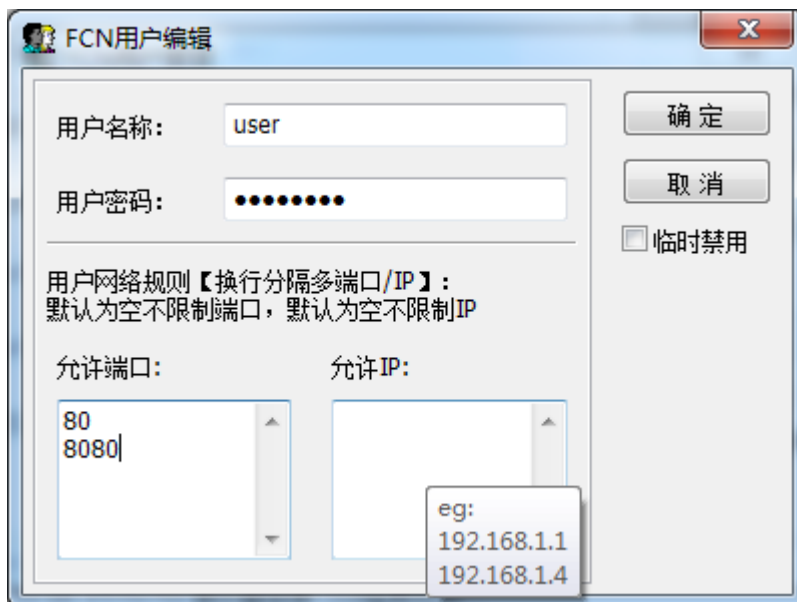 FCN用户编辑
用户名称: user
确定
用户密码: ●●●●●●●●
取消
临时禁用
用户网络规则【换行分隔多端口/IP】:
默认为空不限制端口，默认为空不限制IP
允许端口:
允许IP:
80
8080
eg:
192.168.1.1
192.168.1.4